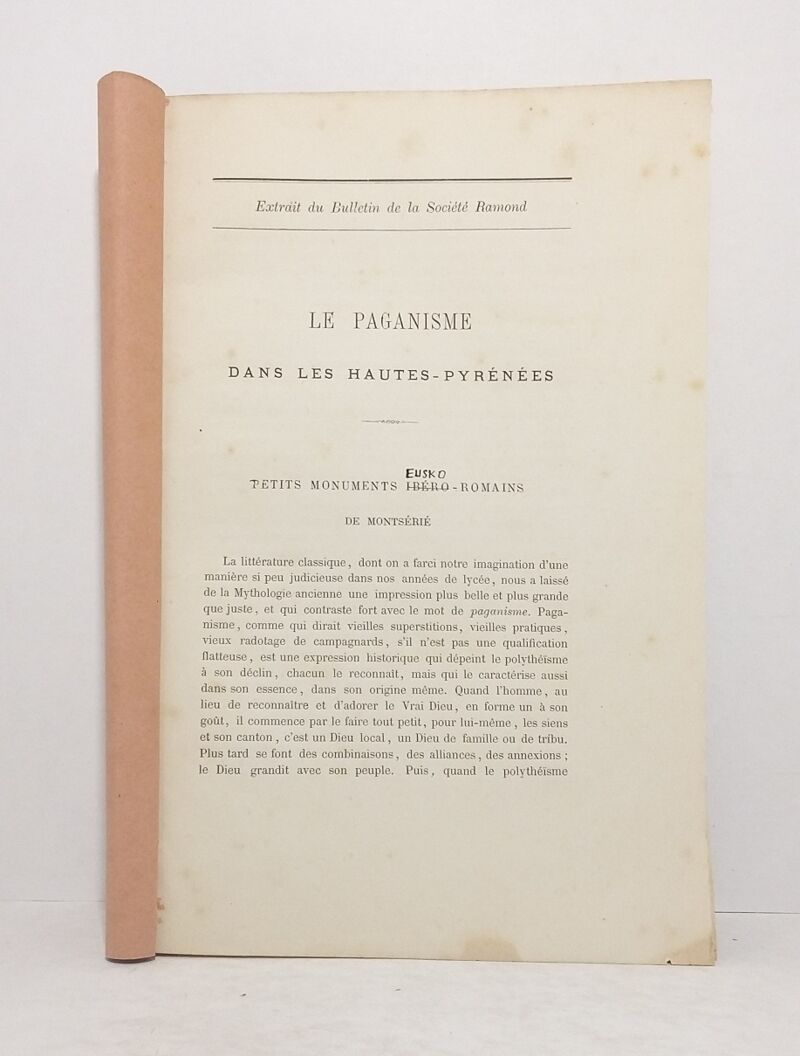 Extrait du Bulletin de la Société Ramond
LE PAGANISME
DANS LES HAUTES-PYRÉNÉES
EUSKO
PETITS MONUMENTS IBÉRO-ROMAINS
DE MONTSÉRIÉ
La littérature classique, dont on a farci notre imagination d'une
manière si peu judicieuse dans nos années de lycée, nous a laissé
de la Mythologie ancienne une impression plus belle et plus grande
que juste, et qui contraste fort avec le mot de paganisme. Paga-
nisme, comme qui dirait vieilles superstitions, vieilles pratiques,
vieux radotage de campagnards, s'il n'est pas une qualification
flatteuse, est une expression historique qui dépeint le polythéisme
à son déclin, chacun le reconnaît, mais qui le caractérise aussi
dans son essence, dans son origine même. Quand l'homme, au
lieu de reconnaître et d'adorer le Vrai Dieu, en forme un à son
goût, il commence par le faire tout petit, pour lui-même, les siens
et son canton, c'est un Dieu local, un Dieu de famille ou de tribu.
Plus tard se font des combinaisons, des alliances, des annexions;
le Dieu grandit avec son peuple. Puis, quand le polythéïsme